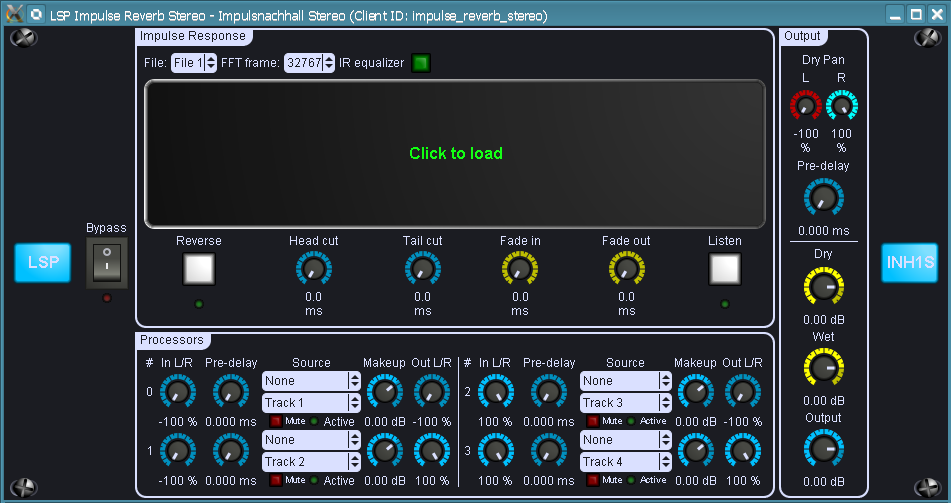 LSP Impulse Reverb Stereo - Impulsnachhall Stereo (Client ID: impulse_reverb_stereo)
Impulse Response
File: File 1 FFT frame: 32767 IR equalizer
Click to load
Reverse Head cut Tail cut Fade in Fade out Listen
0.0 0.0 0.0 0.0
ms ms ms ms
Bypass
LSP
Processors
# In L/R Pre-delay Source Makeup Out L/R
0 None
Track 1
-100 % 0.000 ms Mute Active 0.00 dB -100 %
1 None
Track 2
-100 % 0.000 ms Mute Active 0.00 dB 100 %
# In L/R Pre-delay Source Makeup Out L/R
2 None
Track 3
100 % 0.000 ms Mute Active 0.00 dB -100 %
3 None
Track 4
100 % 0.000 ms Mute Active 0.00 dB 100 %
Output
Dry Pan
L R
-100 100
% %
Pre-delay
0.000 ms
Dry
0.00 dB
Wet
0.00 dB
Output
0.00 dB
INH1S